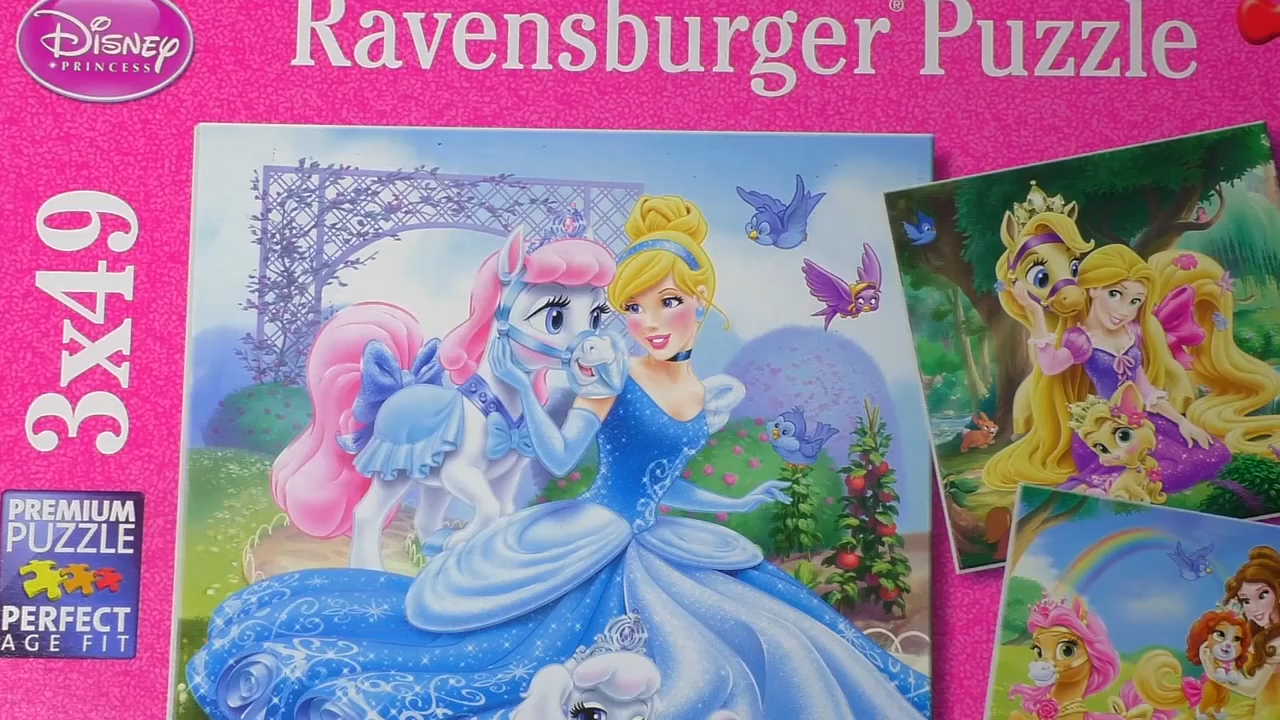 Disney
PRINCESS
Ravensburger® Puzzle
3x49
PREMIUM
PUZZLE
PERFECT
AGE FIT